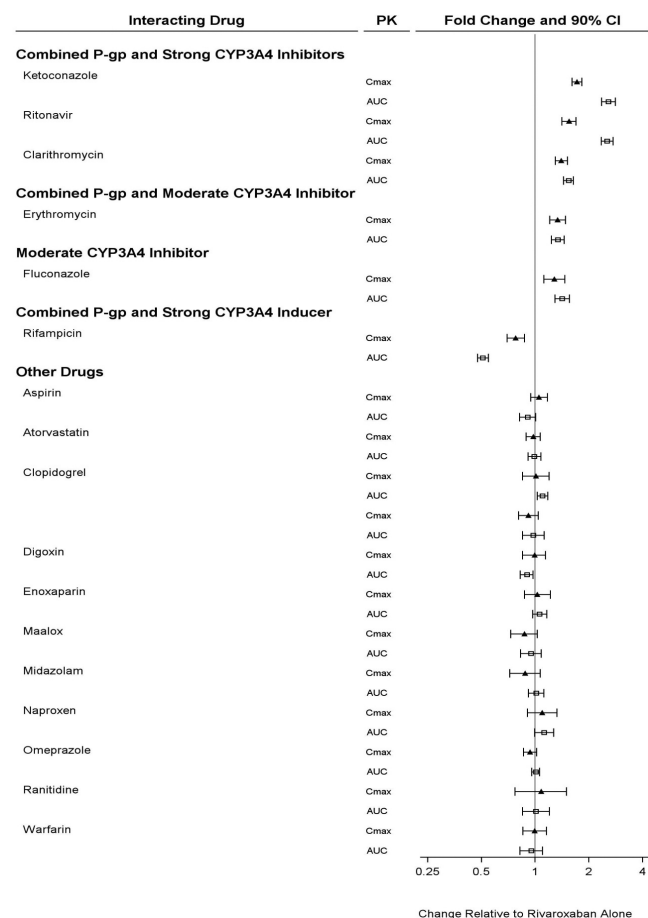 Interacting Drug PK Fold Change and 90% CI
Combined P-gp and Strong CYP3A4 Inhibitors
Ketoconazole Cmax
AUC
Ritonavir Cmax
AUC
Clarithromycin Cmax
AUC
Combined P-gp and Moderate CYP3A4 Inhibitor
Erythromycin Cmax
AUC
Moderate CYP3A4 Inhibitor
Fluconazole Cmax
AUC
Combined P-gp and Strong CYP3A4 Inducer
Rifampicin Cmax
AUC
Other Drugs
Aspirin Cmax
AUC
Atorvastatin Cmax
AUC
Clopidogrel Cmax
AUC
Cmax
AUC
Digoxin Cmax
AUC
Enoxaparin Cmax
AUC
Maalox Cmax
AUC
Midazolam Cmax
AUC
Naproxen Cmax
AUC
Omeprazole Cmax
AUC
Ranitidine Cmax
AUC
Warfarin Cmax
AUC
0.25 0.5 1 2 4
Change Relative to Rivaroxaban Alone